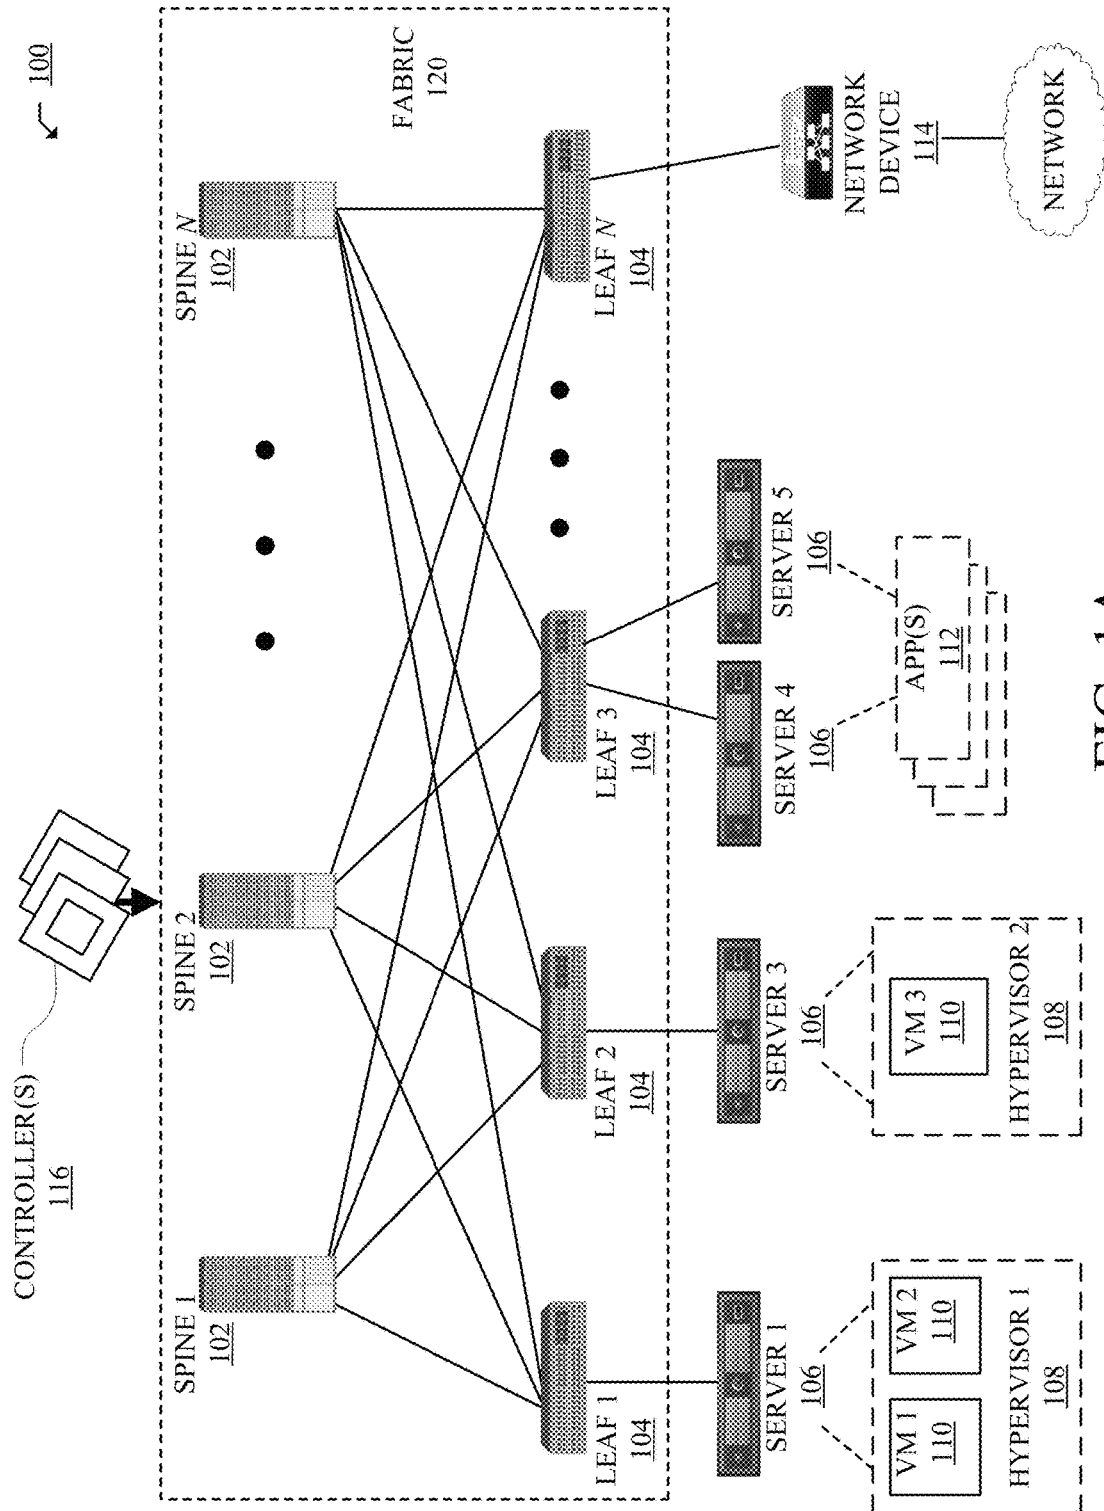 100
CONTROLLER(S)
116
SPINE 1
102
SPINE 2
102
SPINE N
102
FABRIC
120
LEAF 1
104
LEAF 2
104
LEAF 3
104
LEAF N
104
SERVER 1
106
SERVER 3
106
SERVER 4
106
SERVER 5
106
NETWORK
DEVICE
114
VM 1
110
VM 2
110
HYPERVISOR 1
108
VM 3
110
HYPERVISOR 2
108
APP(S)
112
NETWORK
FIG. 1A